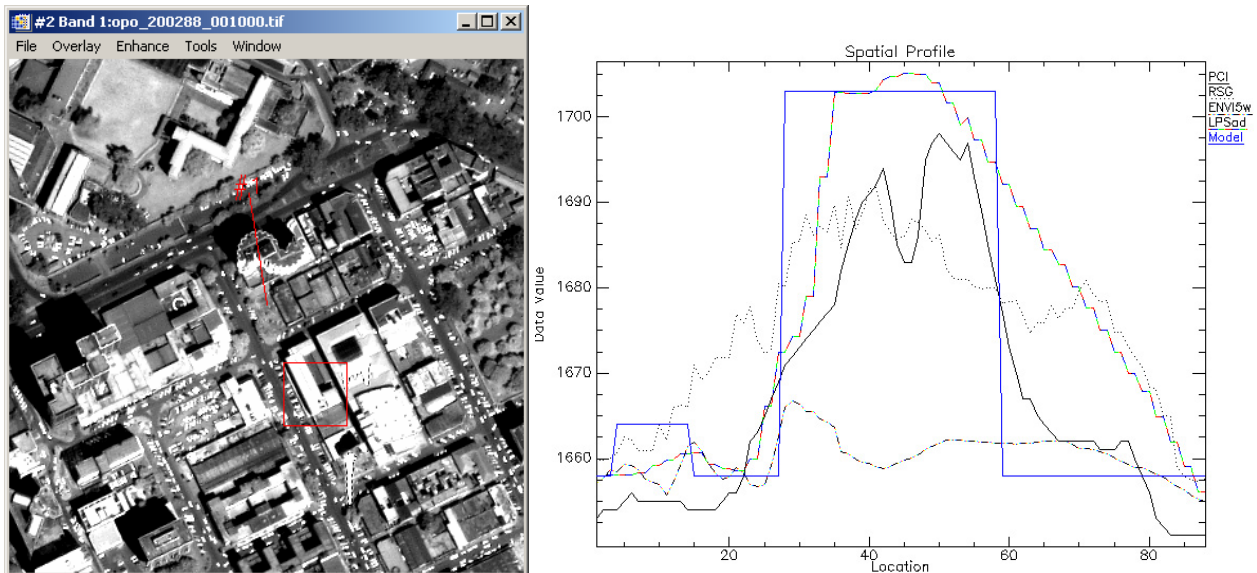 #2 Band 1:opo_200288_001000.tif
File Overlay Enhance Tools Window
#1
Spatial Profile
PCI
RSG
ENVI5w
LPSad
Model
Data Value
1700
1690
1680
1670
1660
20 40 60 80
Location